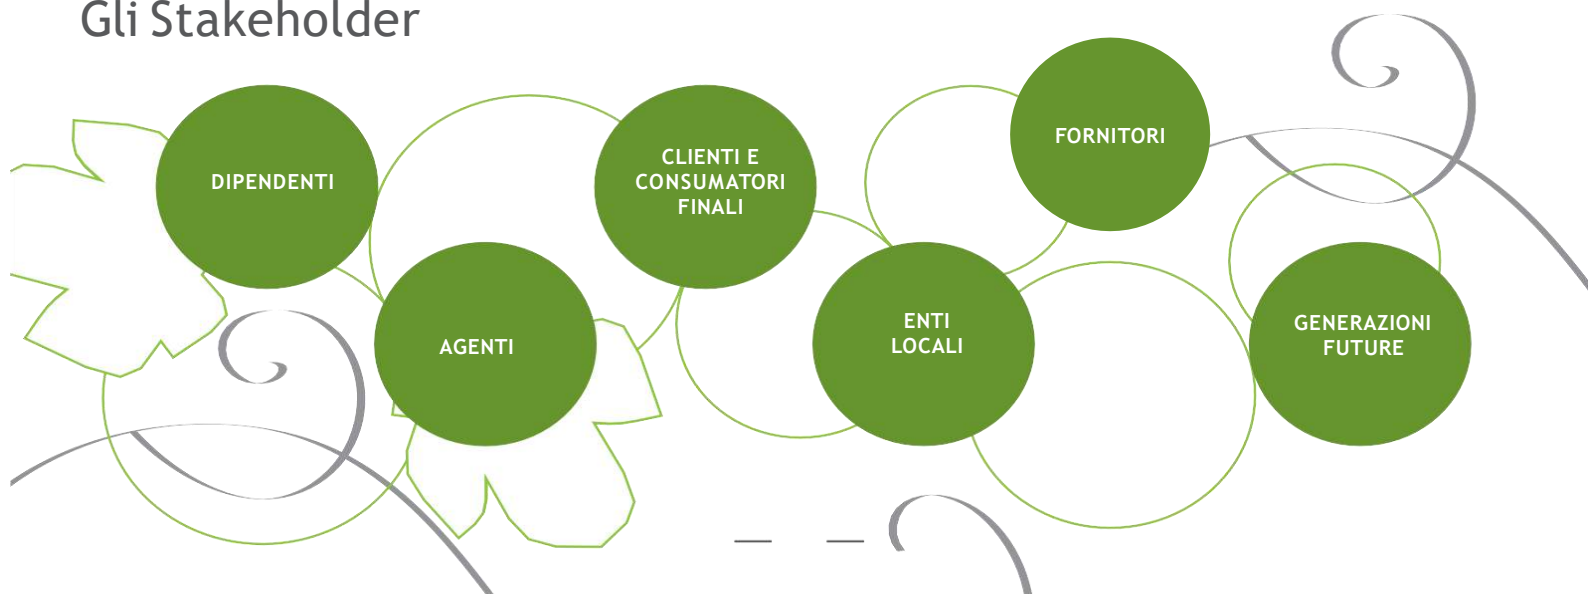 Gli Stakeholder
DIPENDENTI
AGENTI
CLIENTI E
CONSUMATORI
FINALI
ENTI
LOCALI
FORNITORI
GENERAZIONI
FUTURE